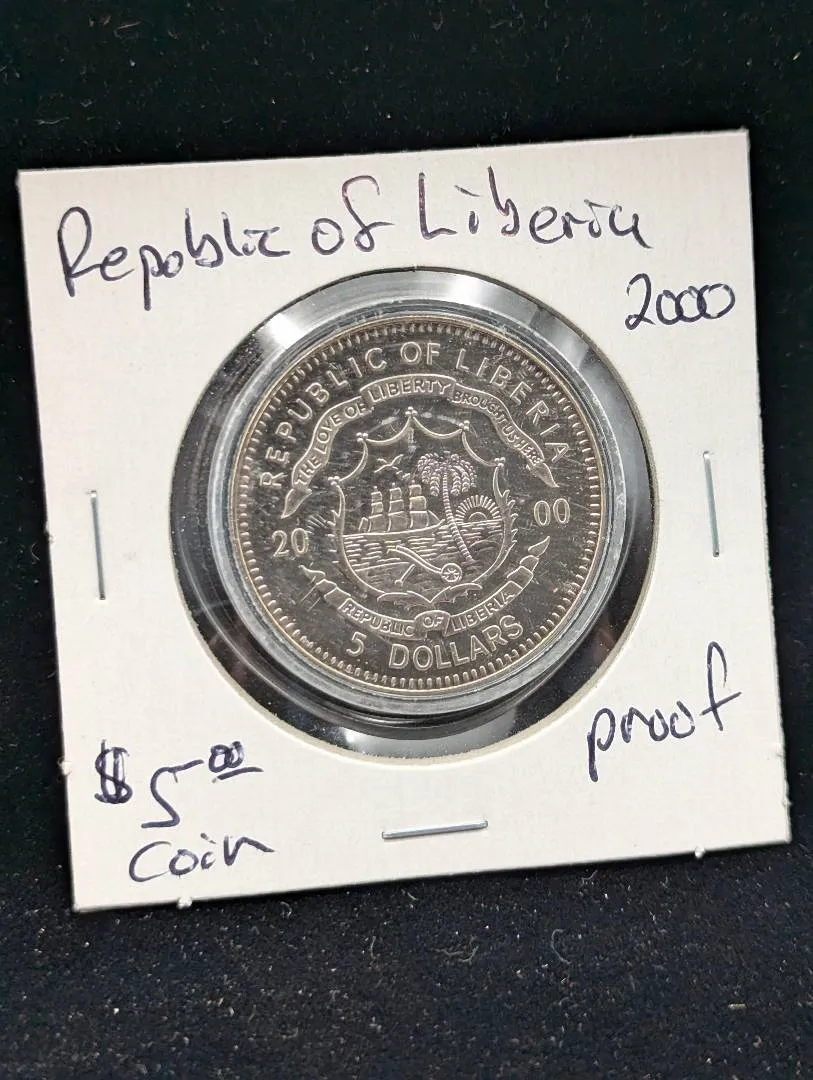 Repoblic of Liberia
2000
REPUBLIC OF LIBERIA
THE LOVE OF LIBERTY BROUGHT US HERE
20 00
REPUBLIC OF LIBERIA
5 DOLLARS
proof
$5.00
coin